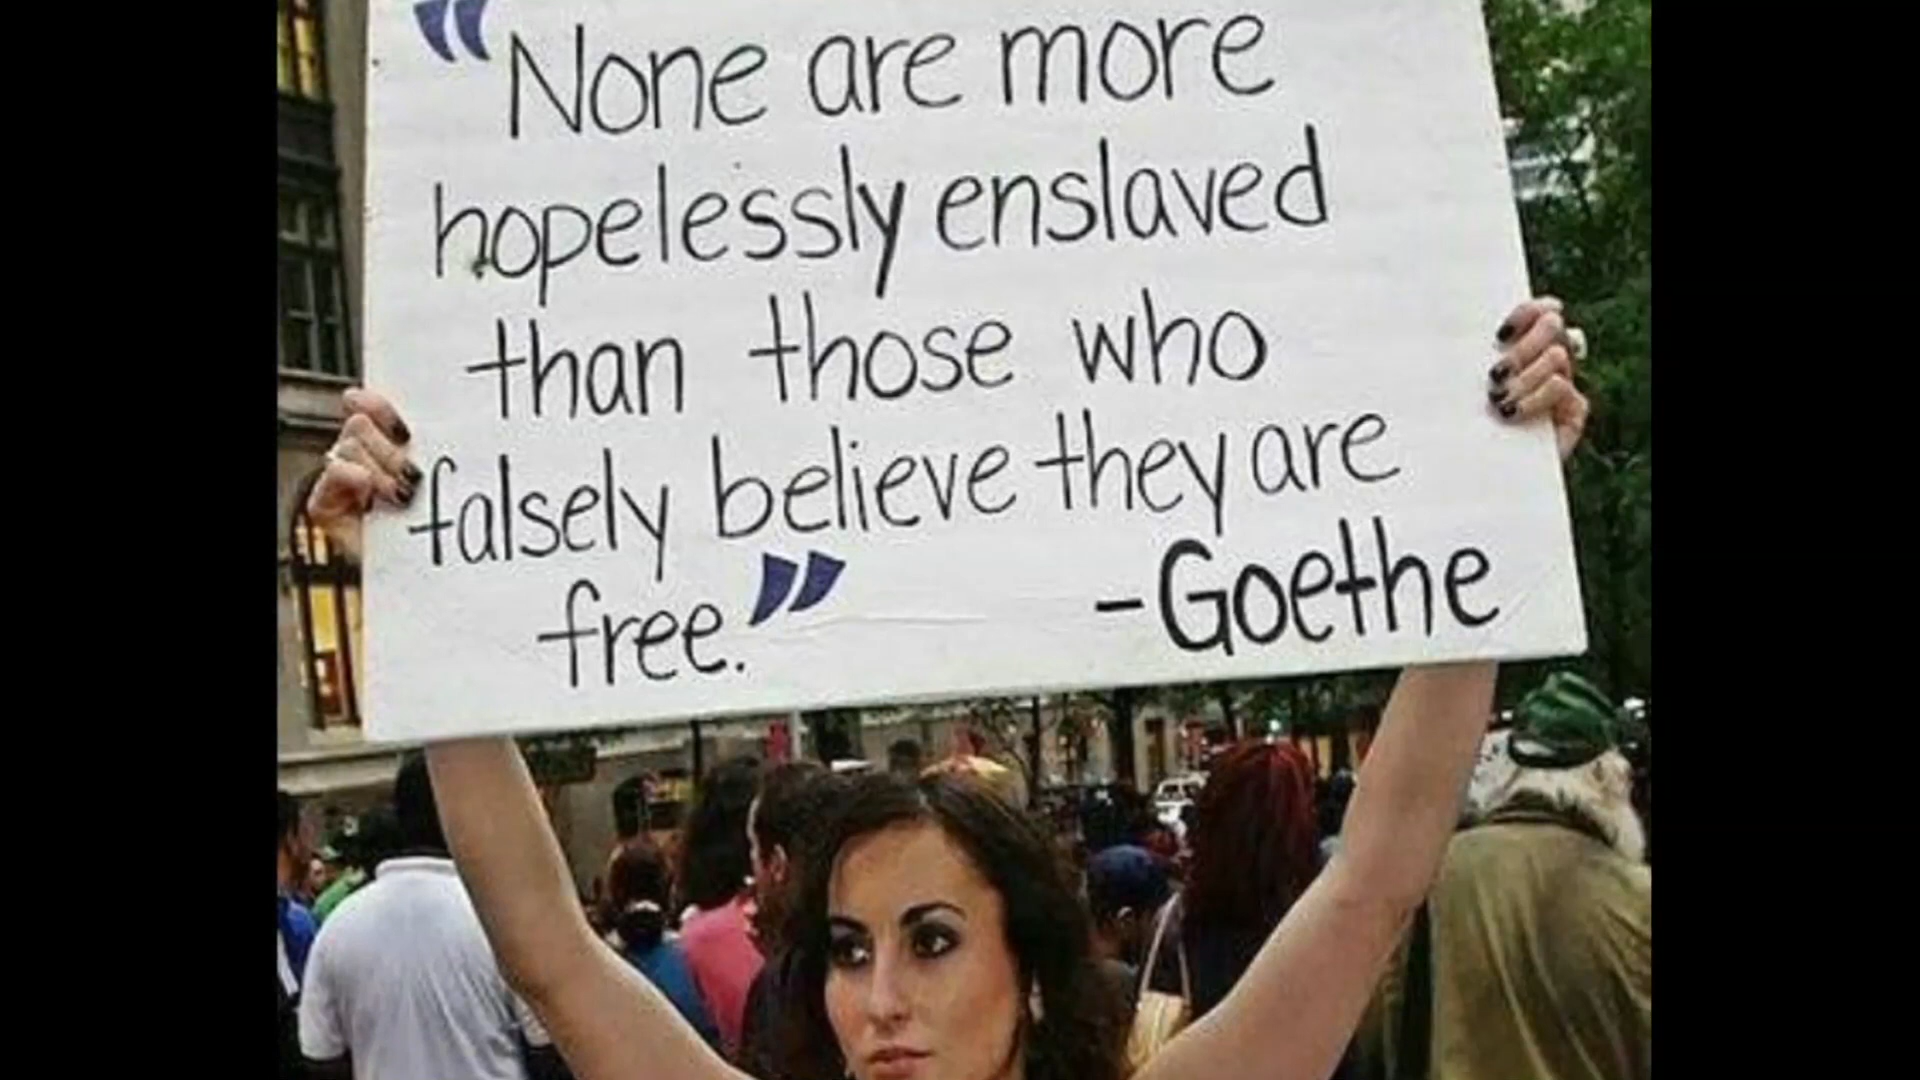 “None are more
hopelessly enslaved
than those who
falsely believe they are
free.” -Goethe